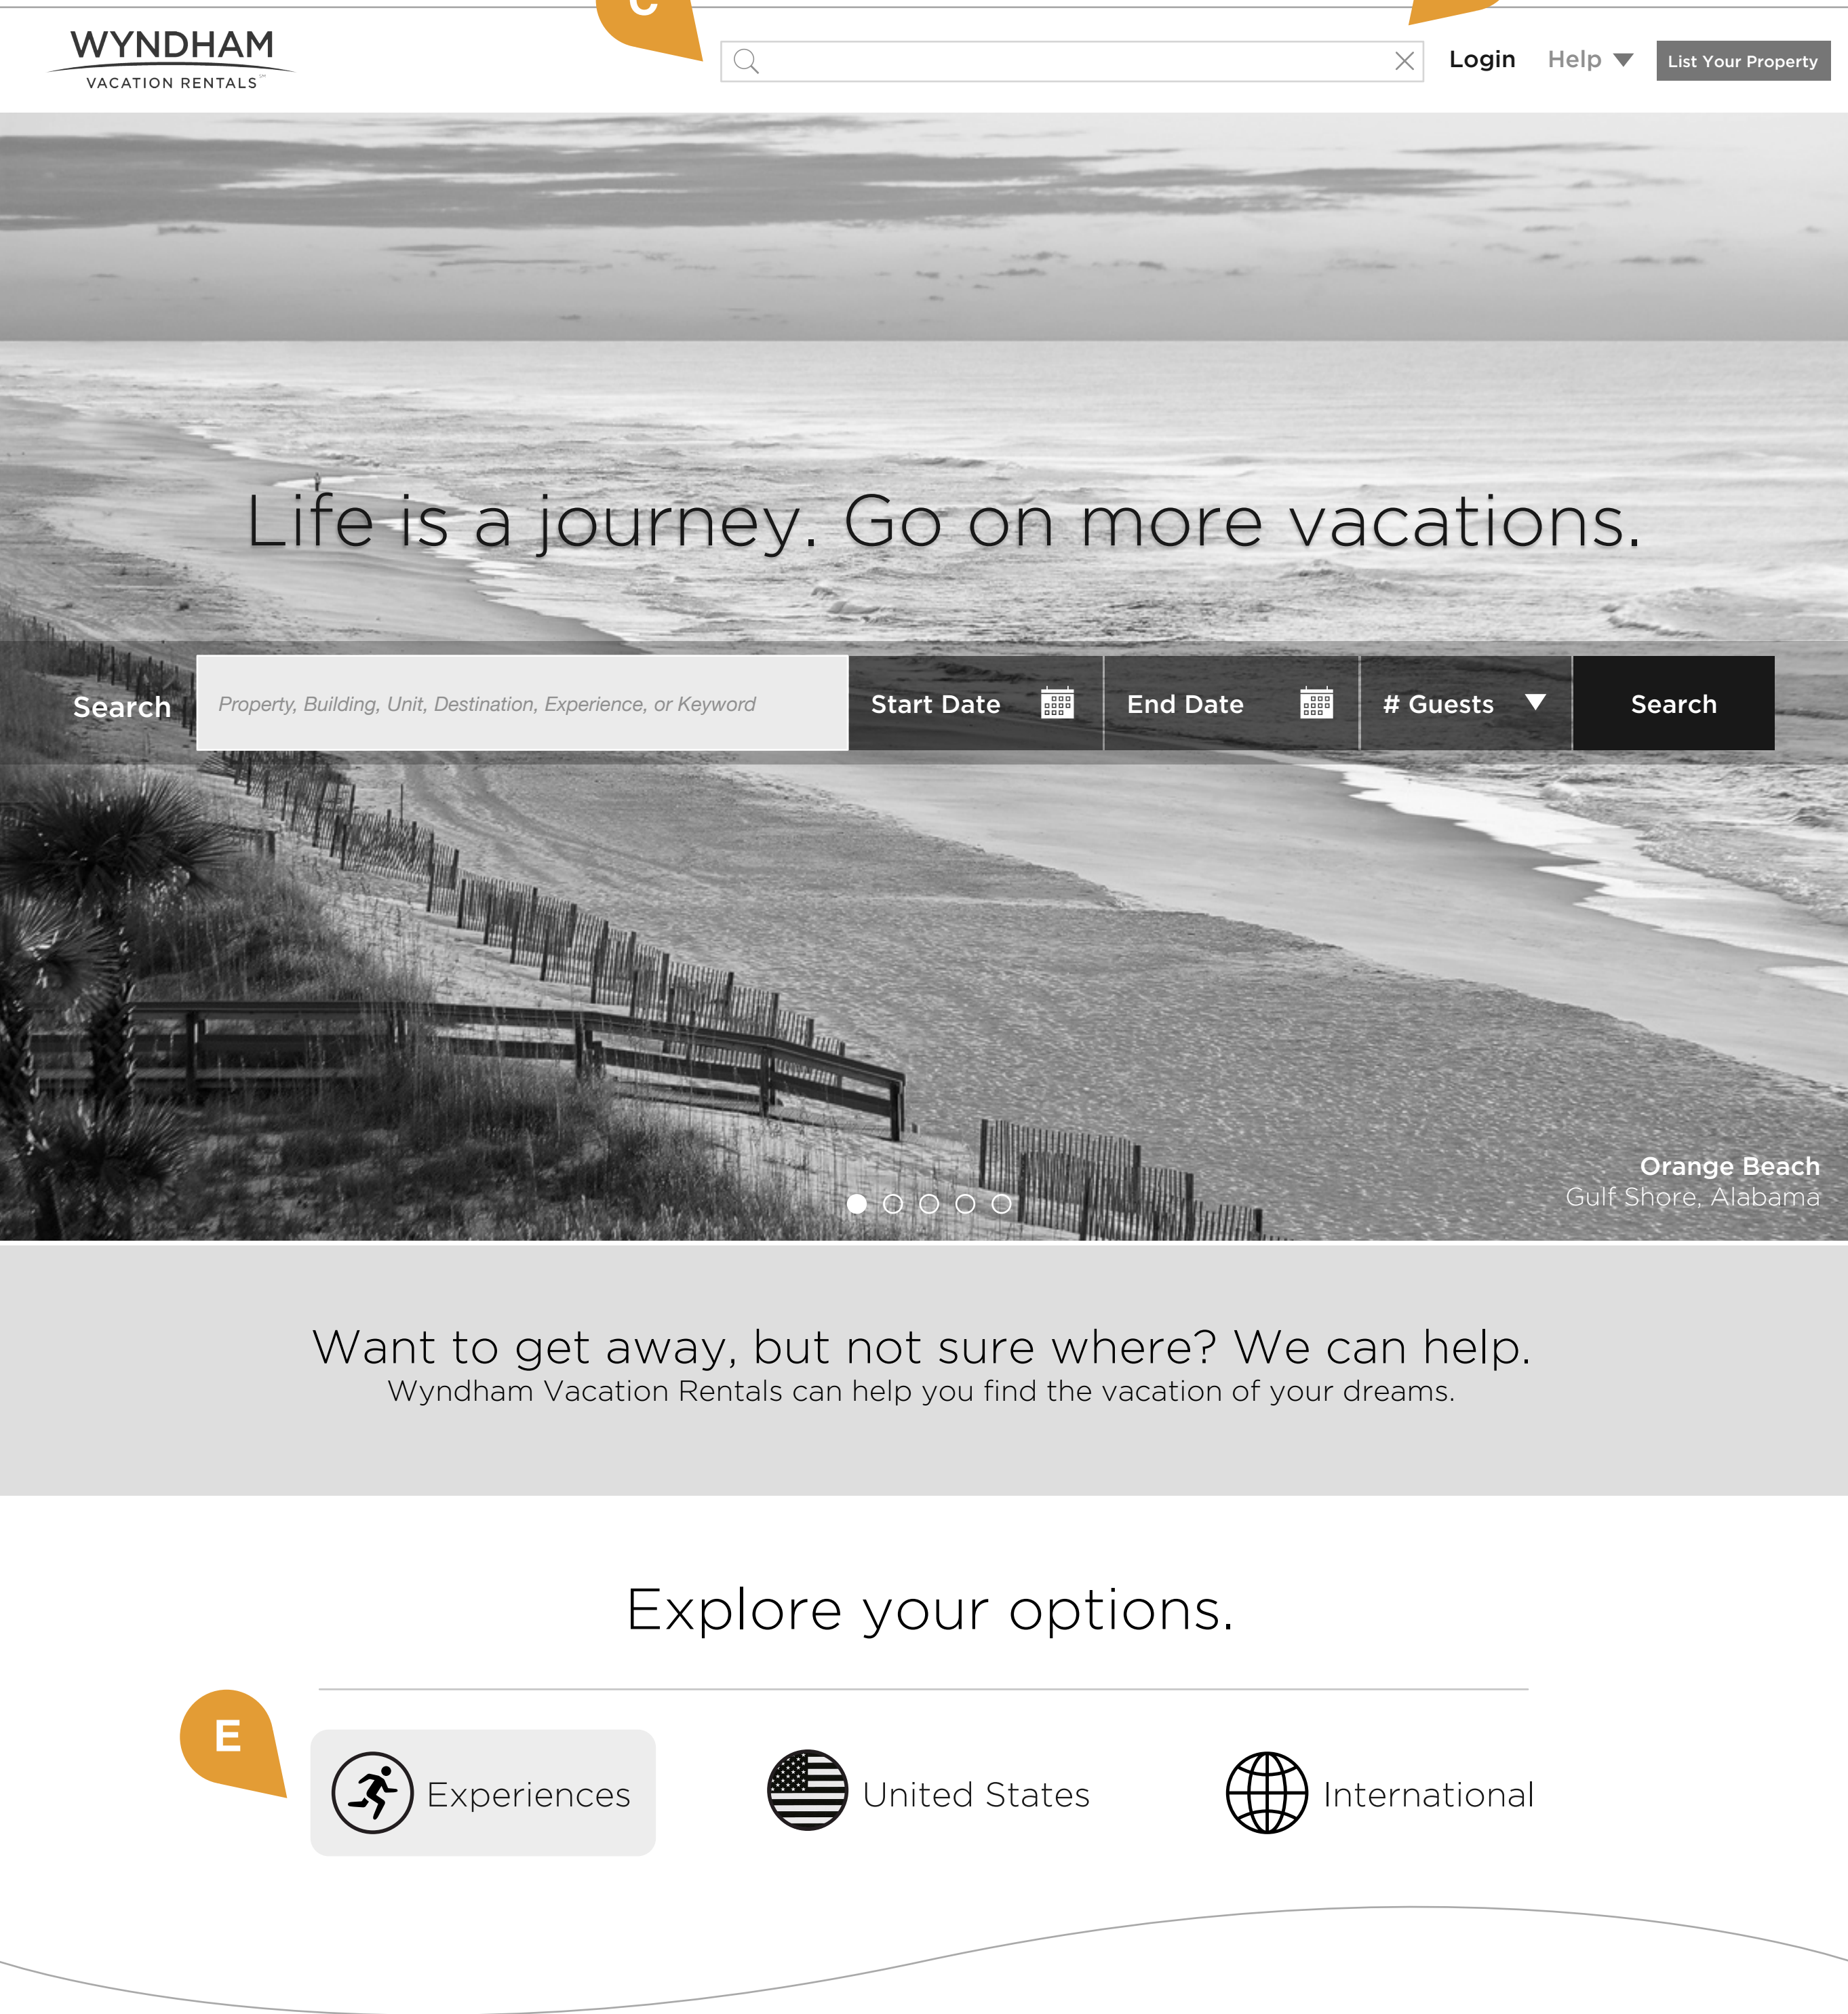 C
WYNDHAM
VACATION RENTALS℠
Login Help List Your Property
Life is a journey. Go on more vacations.
Search Property, Building, Unit, Destination, Experience, or Keyword Start Date End Date # Guests Search
Orange Beach
Gulf Shore, Alabama
Want to get away, but not sure where? We can help.
Wyndham Vacation Rentals can help you find the vacation of your dreams.
Explore your options.
E
Experiences United States International